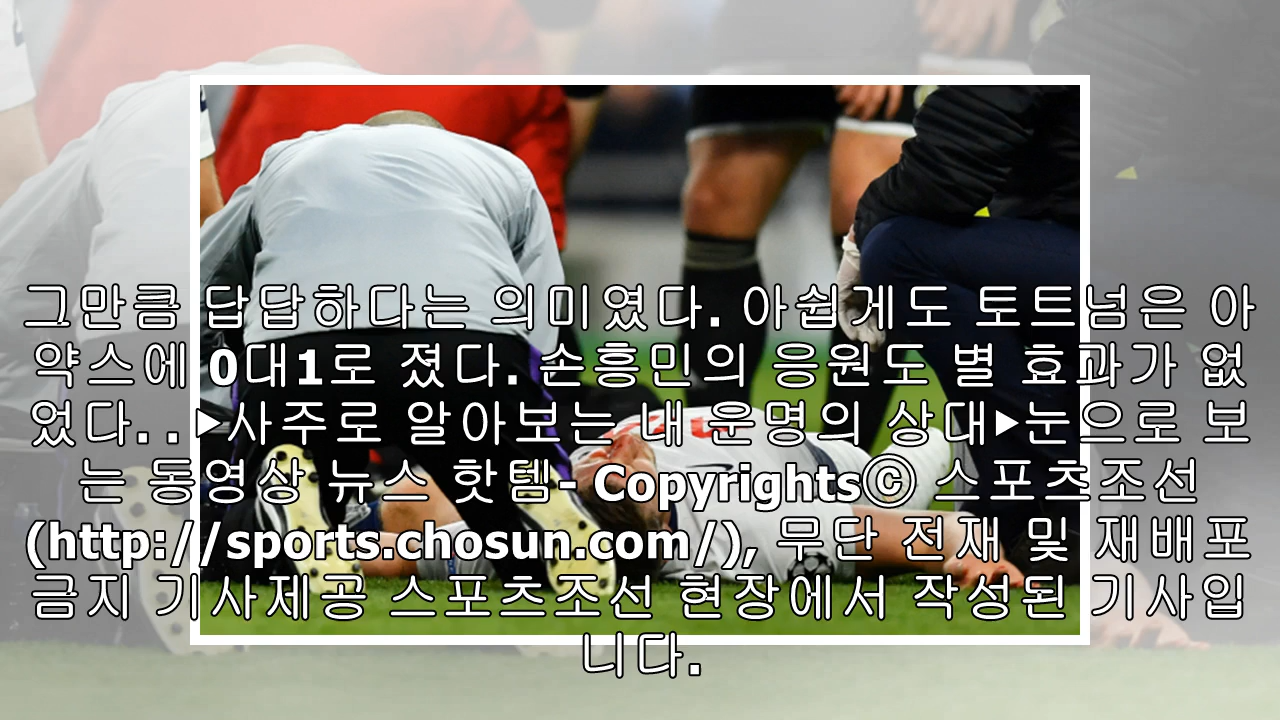 그만큼 답답하다는 의미였다. 아쉽게도 토트넘은 아
약스에 0대1로 졌다. 손흥민의 응원도 별 효과가 없
었다. . ▶사주로 알아보는 내 운명의 상대▶눈으로 보
는 동영상 뉴스 핫템- Copyrightsⓒ 스포츠조선
(http://sports.chosun.com/), 무단 전재 및 재배포
금지 기사제공 스포츠조선 현장에서 작성된 기사입
니다.